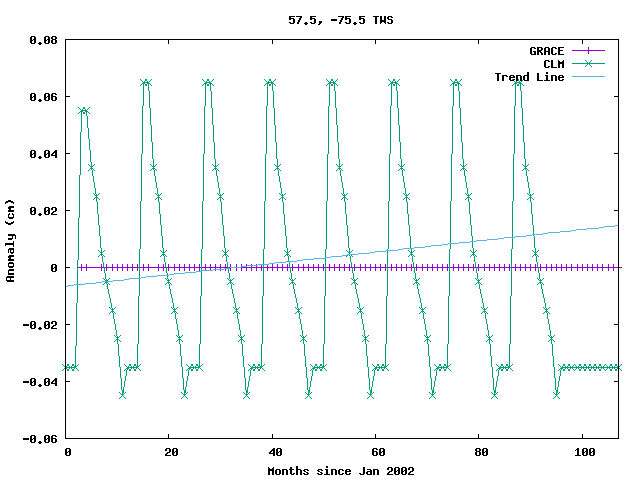 57.5, -75.5 TWS
GRACE
CLM
Trend Line
0.08
0.06
0.04
0.02
0
-0.02
-0.04
-0.06
Anomaly (cm)
0 20 40 60 80 100
Months since Jan 2002